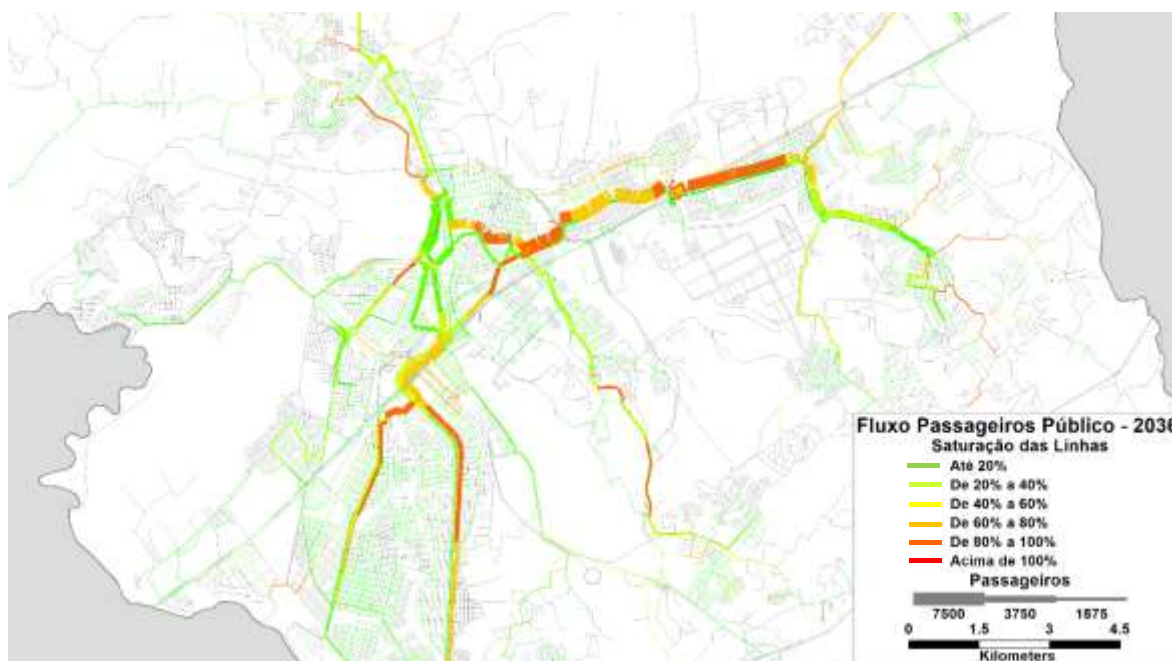 Fluxo Passageiros Público - 2036
Saturação das Linhas
Até 20%
De 20% a 40%
De 40% a 60%
De 60% a 80%
De 80% a 100%
Acima de 100%
Passageiros
7500 3750 1875
0 1.5 3 4.5
Kilometers